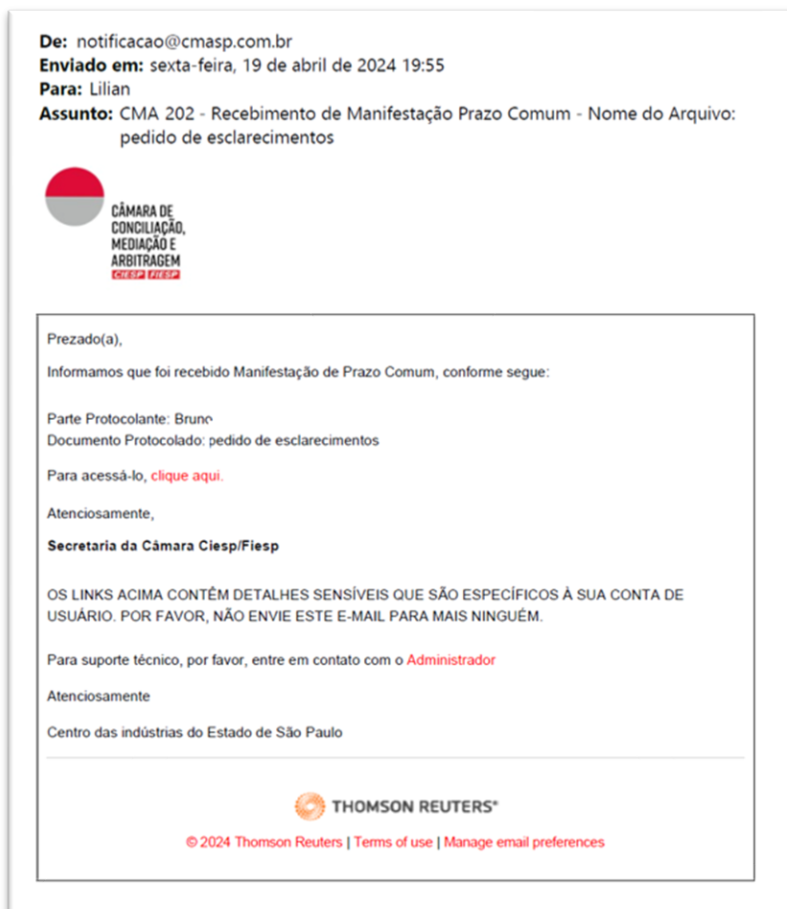 De: notificacao@cmasp.com.br
Enviado em: sexta-feira, 19 de abril de 2024 19:55
Para: Lilian
Assunto: CMA 202 - Recebimento de Manifestação Prazo Comum - Nome do Arquivo:
pedido de esclarecimentos
CÂMARA DE
CONCILIAÇÃO,
MEDIAÇÃO E
ARBITRAGEM
CIESP FIESP
Prezado(a),
Informamos que foi recebido Manifestação de Prazo Comum, conforme segue:
Parte Protocolante: Bruno
Documento Protocolado: pedido de esclarecimentos
Para acessá-lo, clique aqui.
Atenciosamente,
Secretaria da Câmara Ciesp/Fiesp
OS LINKS ACIMA CONTÊM DETALHES SENSÍVEIS QUE SÃO ESPECÍFICOS À SUA CONTA DE
USUÁRIO. POR FAVOR, NÃO ENVIE ESTE E-MAIL PARA MAIS NINGUÉM.
Para suporte técnico, por favor, entre em contato com o Administrador
Atenciosamente
Centro das indústrias do Estado de São Paulo
THOMSON REUTERS®
© 2024 Thomson Reuters | Terms of use | Manage email preferences